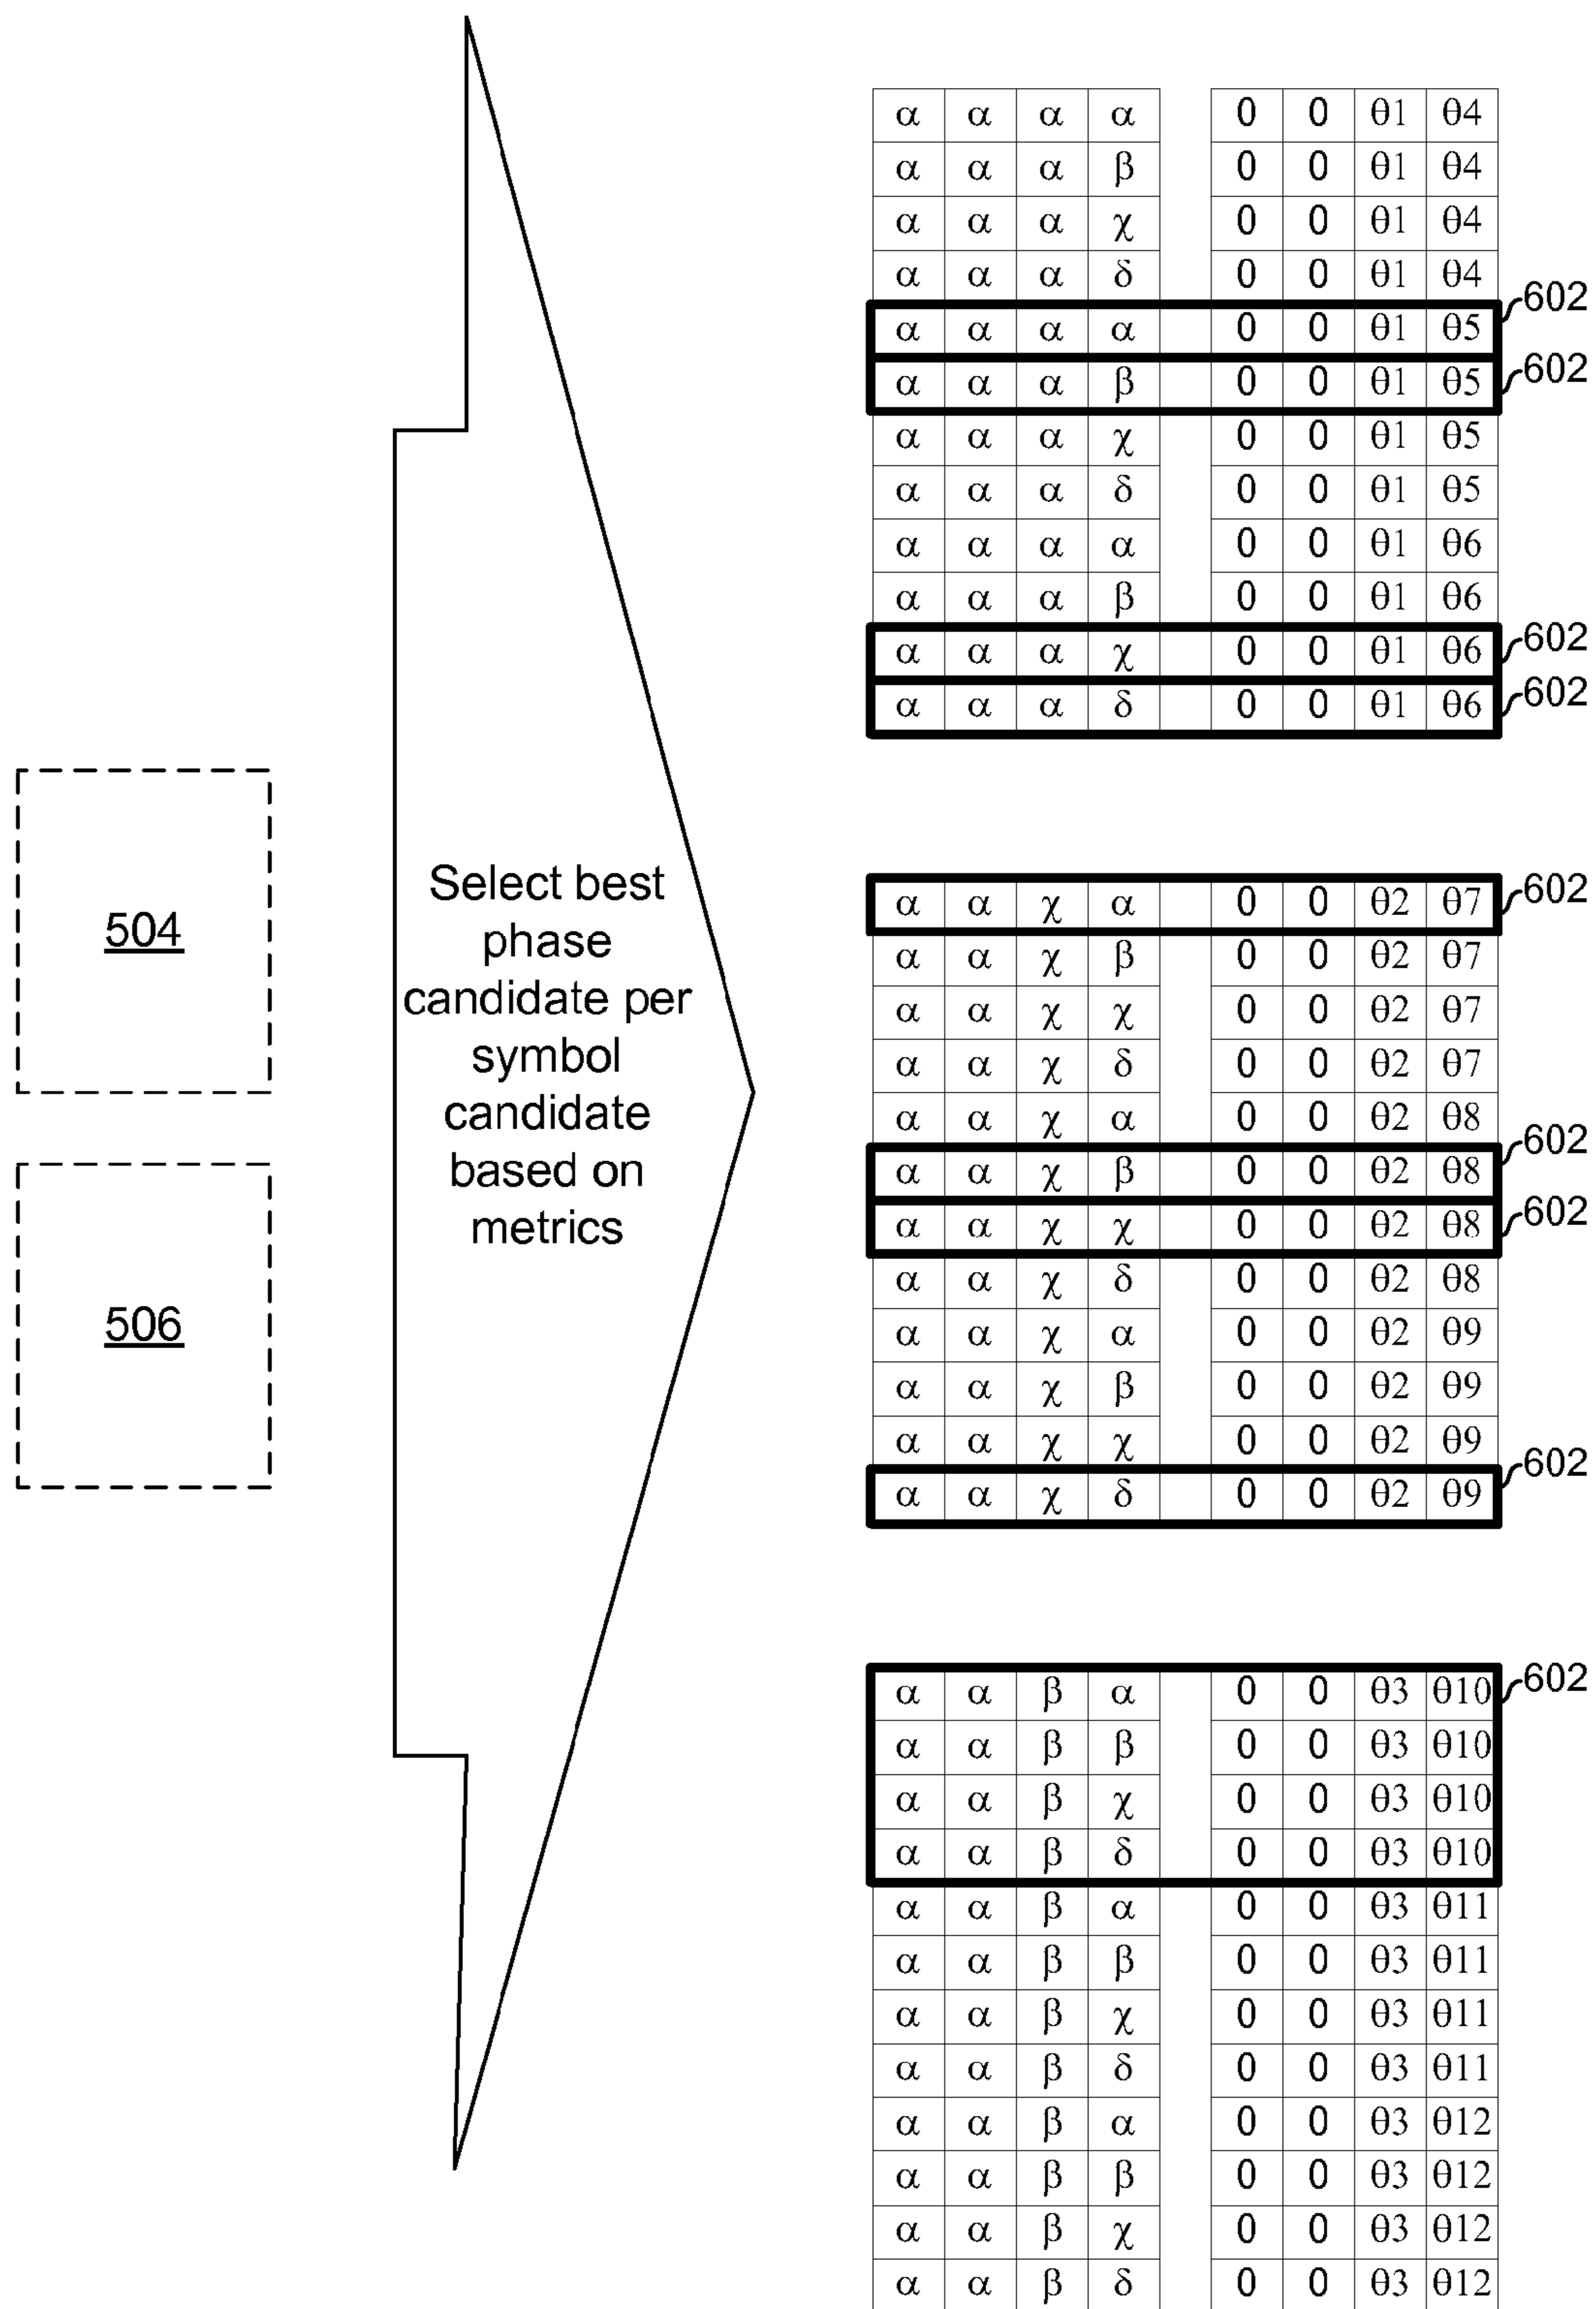 α α α α 0 0 θ1 θ4
α α α β 0 0 θ1 θ4
α α α χ 0 0 θ1 θ4
α α α δ 0 0 θ1 θ4
α α α α 0 0 θ1 θ5 602
α α α β 0 0 θ1 θ5 602
α α α χ 0 0 θ1 θ5
α α α δ 0 0 θ1 θ5
α α α α 0 0 θ1 θ6
α α α β 0 0 θ1 θ6
α α α χ 0 0 θ1 θ6 602
α α α δ 0 0 θ1 θ6 602
504
506
Select best
phase
candidate per
symbol
candidate
based on
metrics
α α χ α 0 0 θ2 θ7 602
α α χ β 0 0 θ2 θ7
α α χ χ 0 0 θ2 θ7
α α χ δ 0 0 θ2 θ7
α α χ α 0 0 θ2 θ8
α α χ β 0 0 θ2 θ8 602
α α χ χ 0 0 θ2 θ8 602
α α χ δ 0 0 θ2 θ8
α α χ α 0 0 θ2 θ9
α α χ β 0 0 θ2 θ9
α α χ χ 0 0 θ2 θ9
α α χ δ 0 0 θ2 θ9 602
α α β α 0 0 θ3 θ10 602
α α β β 0 0 θ3 θ10
α α β χ 0 0 θ3 θ10
α α β δ 0 0 θ3 θ10
α α β α 0 0 θ3 θ11
α α β β 0 0 θ3 θ11
α α β χ 0 0 θ3 θ11
α α β δ 0 0 θ3 θ11
α α β α 0 0 θ3 θ12
α α β β 0 0 θ3 θ12
α α β χ 0 0 θ3 θ12
α α β δ 0 0 θ3 θ12